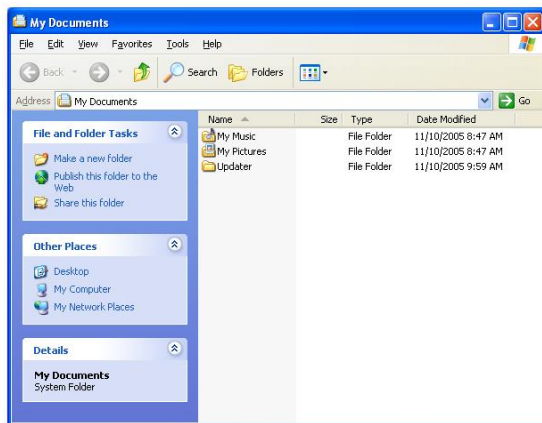 My Documents
File Edit View Favorites Tools Help
Back Search Folders
Address My Documents Go
Name Size Type Date Modified
My Music File Folder 11/10/2005 8:47 AM
My Pictures File Folder 11/10/2005 8:47 AM
Updater File Folder 11/10/2005 9:59 AM
File and Folder Tasks
Make a new folder
Publish this folder to the
Web
Share this folder
Other Places
Desktop
My Computer
My Network Places
Details
My Documents
System Folder